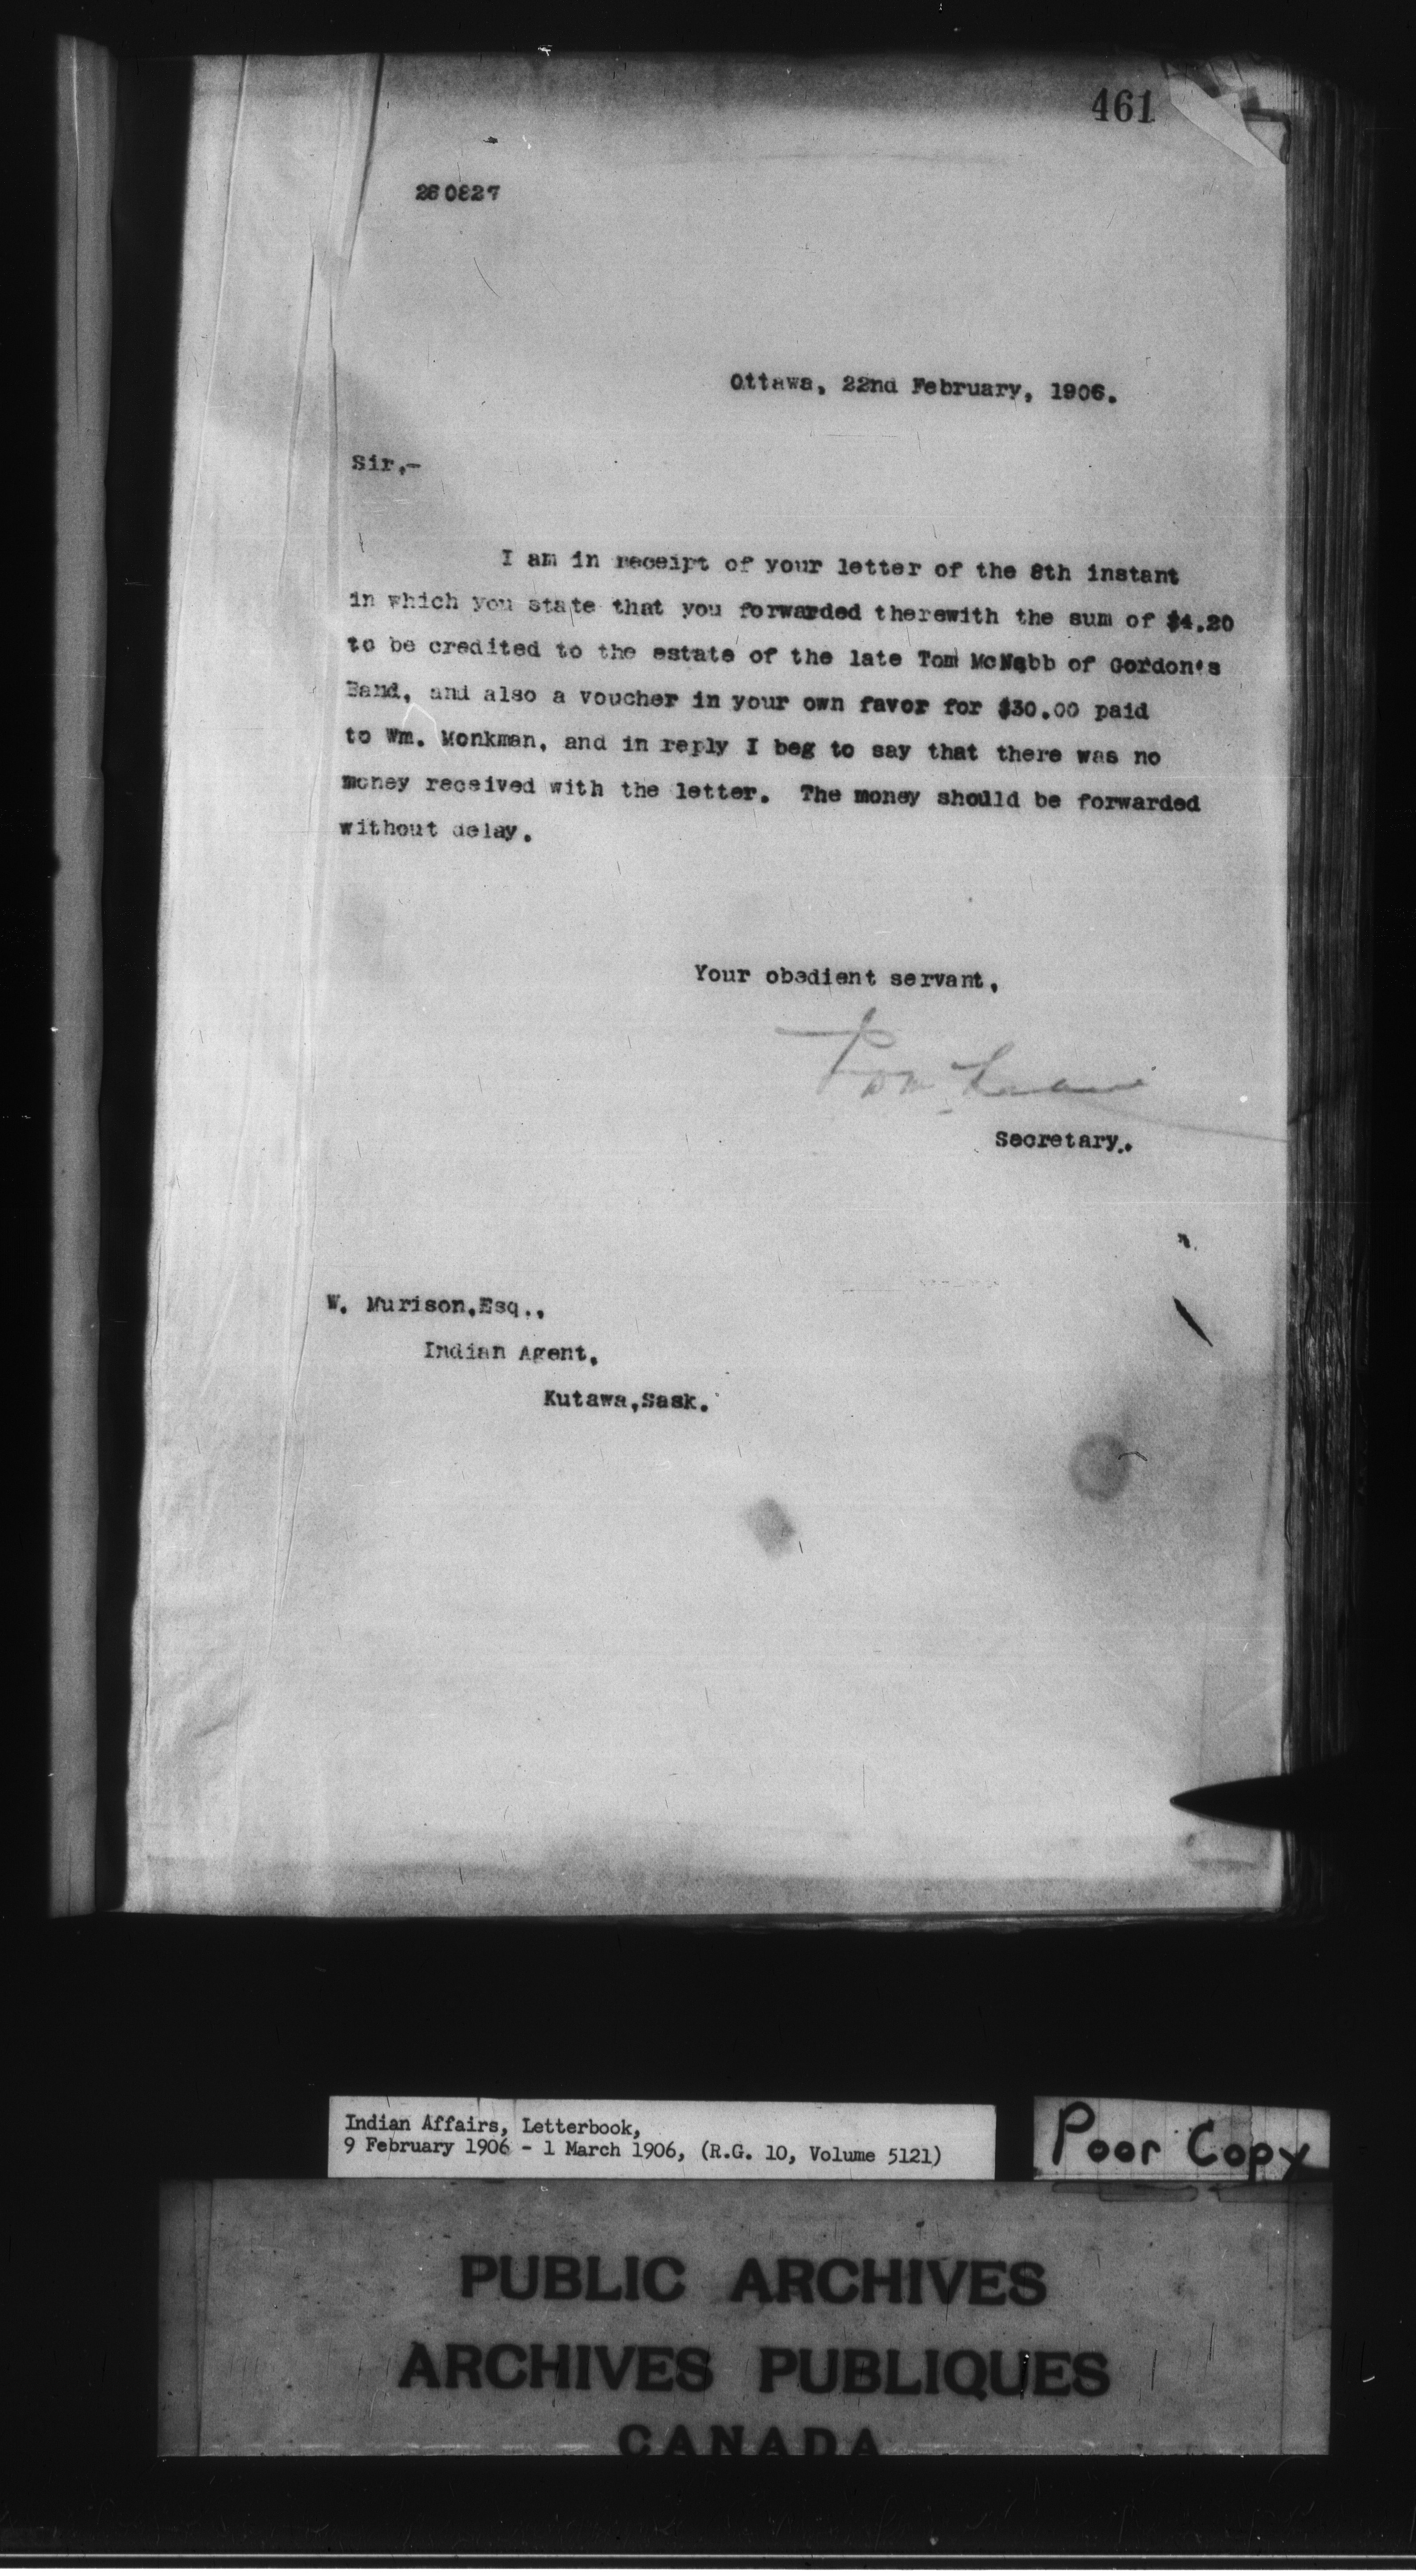 461
280827
Ottawa, 22nd February, 1906.
Sir,-
I am in receipt of your letter of the 8th instant
in which you state that you forwarded therewith the sum of $4.20
to be credited to the estate of the late Tom McNabb of Gordon's
Band, and also a voucher in your own favor for $30.00 paid
to Wm. Monkman, and in reply I beg to say that there was no
money received with the letter. The money should be forwarded
without delay.
Your obedient servant,
Secretary.
W. Murison,Esq.,
Indian Agent,
Kutawa,Sask.
Indian Affairs, Letterbook,
9 February 1906 - 1 March 1906, (R.G. 10, Volume 5121)
Poor Copy
PUBLIC ARCHIVES
ARCHIVES PUBLIQUES
CANADA